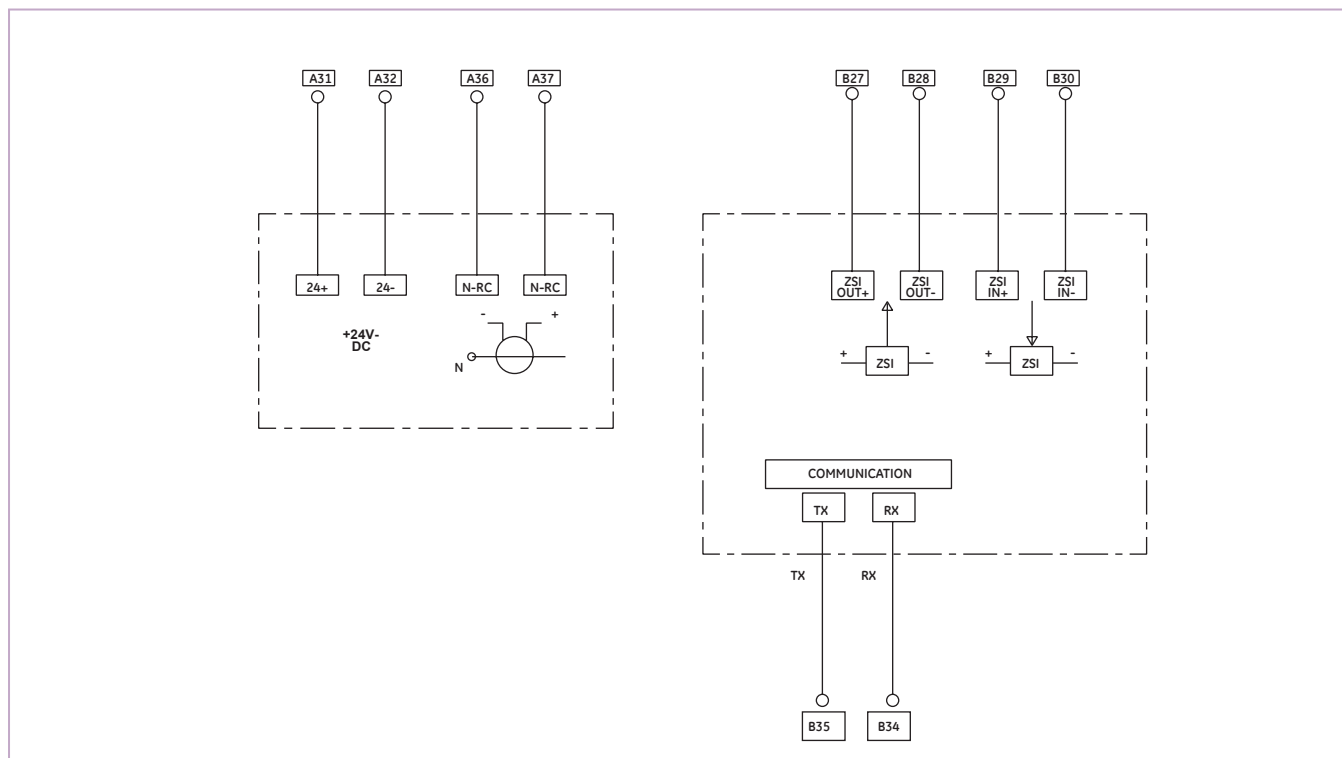 A31 A32 A36 A37 B27 B28 B29 B30
24+ 24- N-RC N-RC
ZSI OUT+
ZSI OUT-
ZSI IN+
ZSI IN-
+24V-
DC
- +
N
+ ZSI -
+ ZSI -
COMMUNICATION
TX RX
TX RX
B35 B34